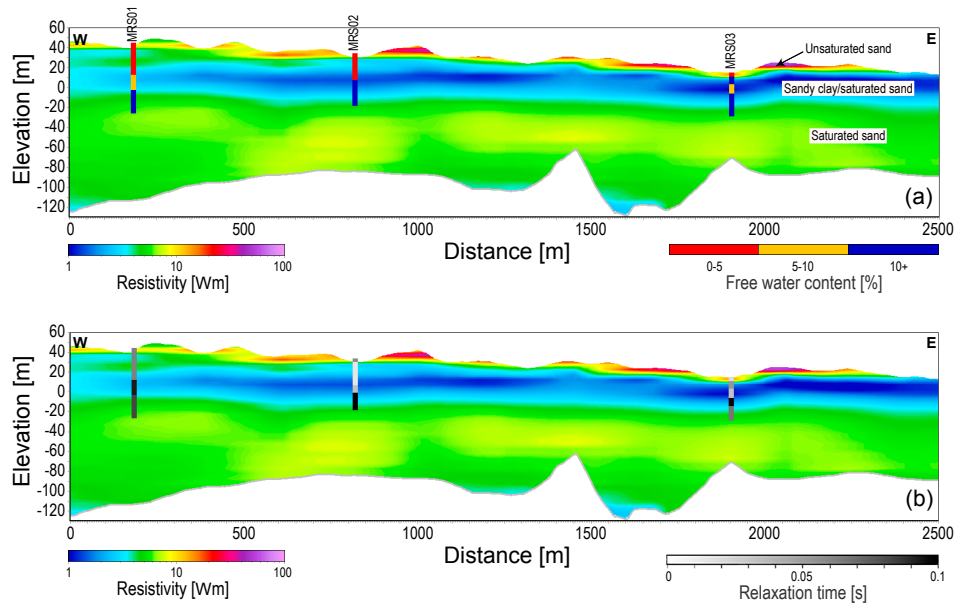 MRS01
MRS02
MRS03
60
W
E
40
Unsaturated sand
20
0
Sandy clay/saturated sand
-20
-40
Saturated sand
-60
-80
-100
-120
(a)
Elevation [m]
0
500
1000
1500
2000
2500
Distance [m]
1
10
100
Resistivity [Wm]
0-5
5-10
10+
Free water content [%]
60
W
E
40
20
0
-20
-40
-60
-80
-100
-120
(b)
Elevation [m]
0
500
1000
1500
2000
2500
Distance [m]
1
10
100
Resistivity [Wm]
0
0.05
0.1
Relaxation time [s]